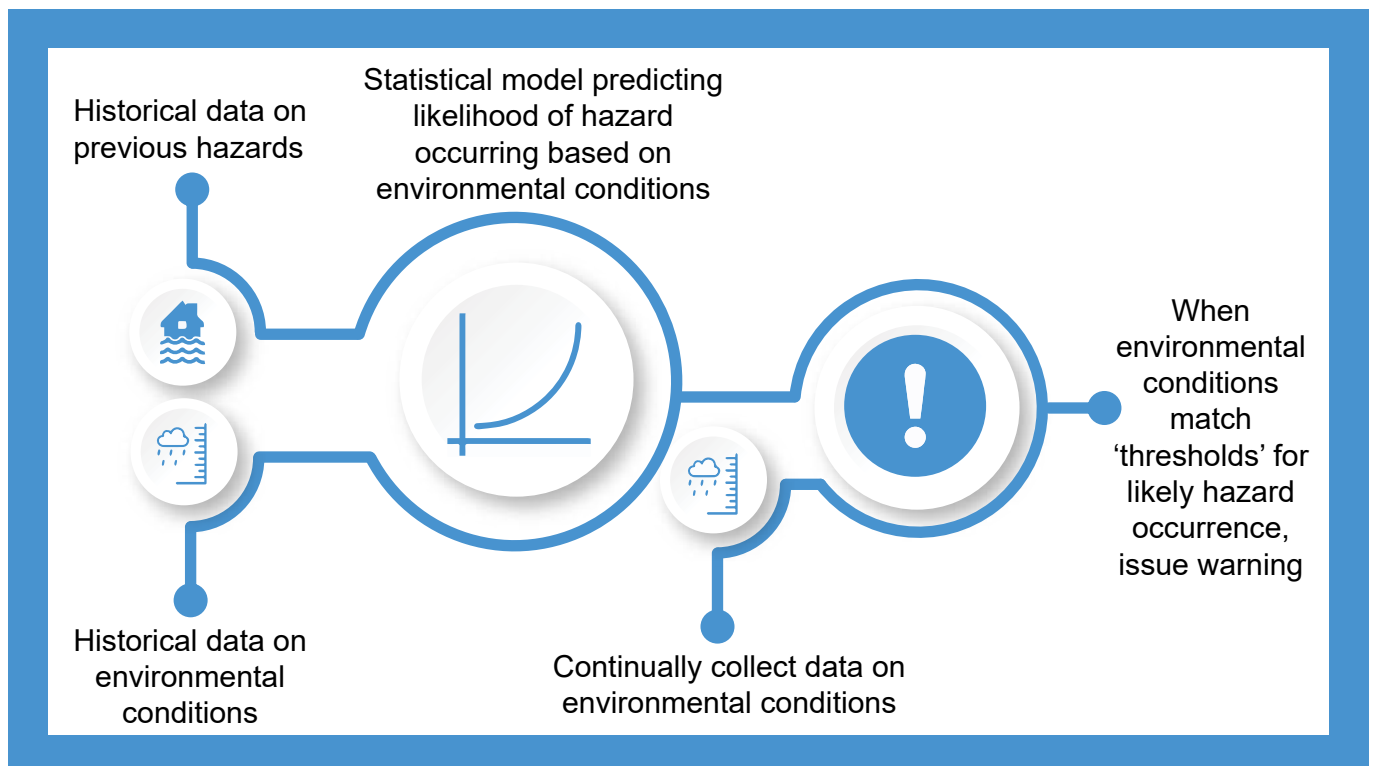 Historical data on
previous hazards
Statistical model predicting
likelihood of hazard
occurring based on
environmental conditions
When
environmental
conditions
match
‘thresholds’ for
likely hazard
occurrence,
issue warning
Historical data on
environmental
conditions
Continually collect data on
environmental conditions